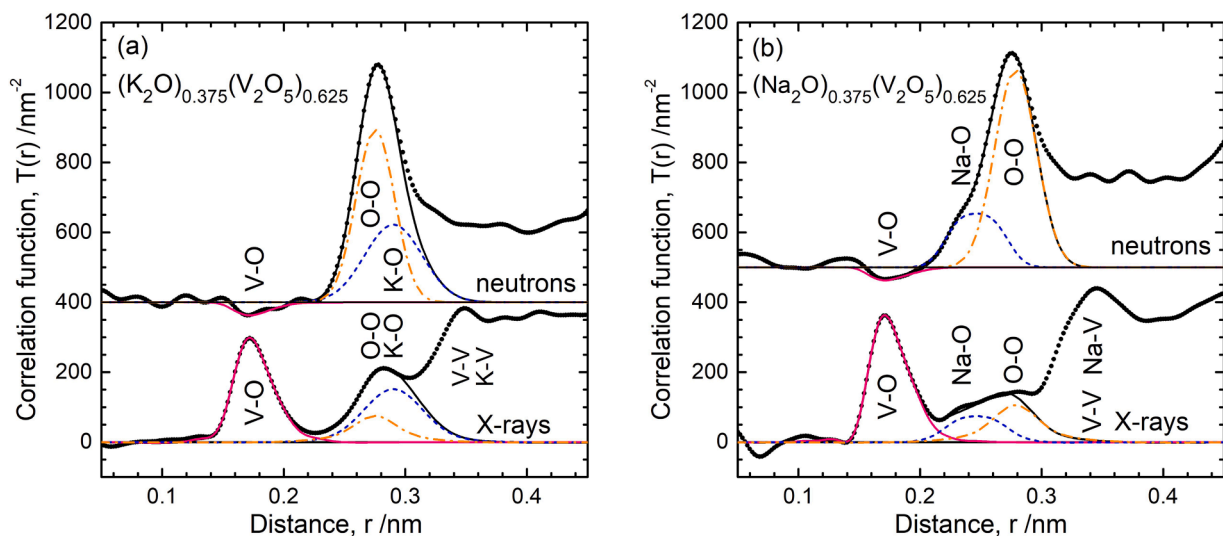 (a)
(K2O)0.375(V2O5)0.625
1200
1000
800
600
400
200
0
Correlation function, T(r) /nm-2
V-O
O-O
K-O
neutrons
V-O
O-O
K-O
V-V
K-V
X-rays
0.1 0.2 0.3 0.4
Distance, r /nm
(b)
(Na2O)0.375(V2O5)0.625
1200
1000
800
600
400
200
0
Correlation function, T(r) /nm-2
V-O
Na-O
O-O
neutrons
V-O
Na-O
O-O
V-V Na-V
X-rays
0.1 0.2 0.3 0.4
Distance, r /nm